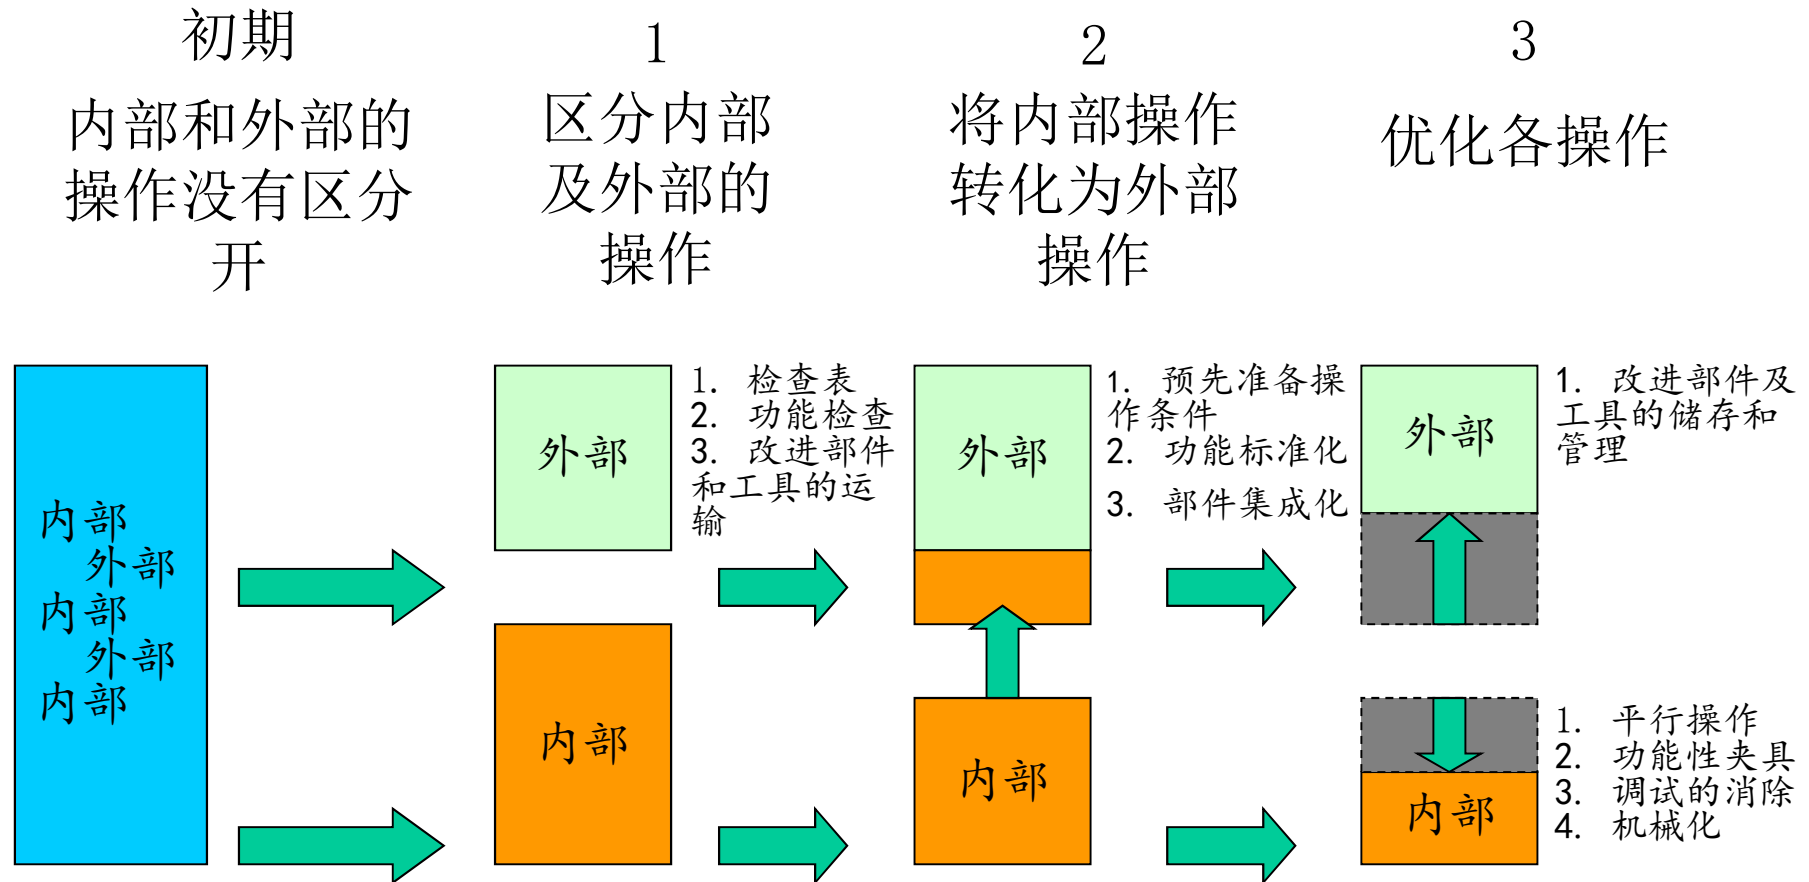 初期
内部和外部的
操作没有区分
开
1
区分内部
及外部的
操作
2
将内部操作
转化为外部
操作
3
优化各操作
内部
外部
内部
外部
内部
外部
1. 检查表
2. 功能检查
3. 改进部件
和工具的运
输
内部
外部
1. 预先准备操
作条件
2. 功能标准化
3. 部件集成化
内部
外部
1. 改进部件及
工具的储存和
管理
内部
1. 平行操作
2. 功能性夹具
3. 调试的消除
4. 机械化